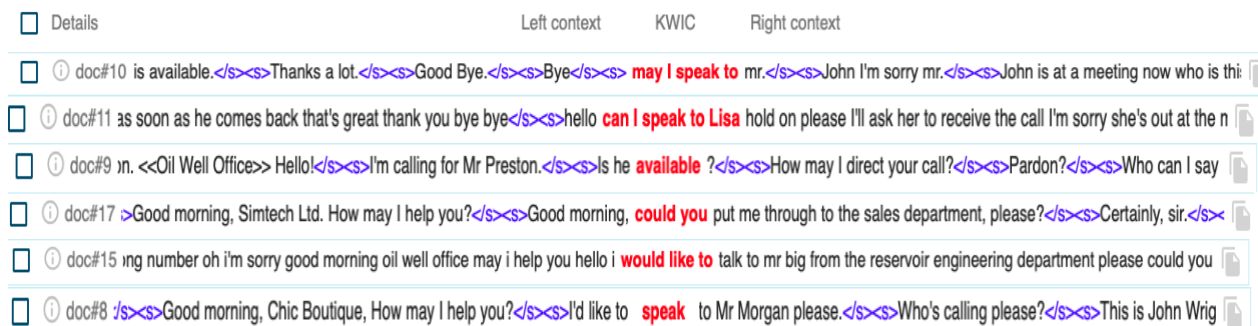 Details Left context KWIC Right context
doc#10 is available.</s><s>Thanks a lot.</s><s>Good Bye.</s><s>Bye</s><s> may I speak to mr.</s><s>John I'm sorry mr.</s><s>John is at a meeting now who is this
doc#11 as soon as he comes back that's great thank you bye bye</s><s>hello can I speak to Lisa hold on please I'll ask her to receive the call I'm sorry she's out at the n
doc#9 on. <<Oil Well Office>> Hello!</s><s>I'm calling for Mr Preston.</s><s>Is he available ?</s><s>How may I direct your call?</s><s>Pardon?</s><s>Who can I say
doc#17 s>Good morning, Simtech Ltd. How may I help you?</s><s>Good morning, could you put me through to the sales department, please?</s><s>Certainly, sir.</s><
doc#15 ong number oh i'm sorry good morning oil well office may i help you hello i would like to talk to mr big from the reservoir engineering department please could you
doc#8 /s><s>Good morning, Chic Boutique, How may I help you?</s><s>I'd like to speak to Mr Morgan please.</s><s>Who's calling please?</s><s>This is John Wrig